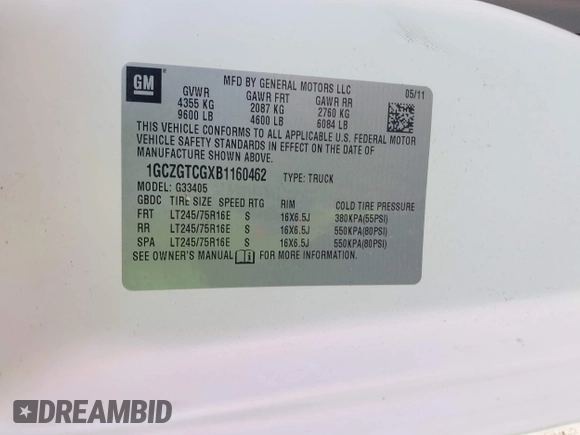 GM
MFD BY GENERAL MOTORS LLC
05/11
GVWR GAWR FRT GAWR RR
4355 KG 2087 KG 2760 KG
9600 LB 4600 LB 6084 LB
THIS VEHICLE CONFORMS TO ALL APPLICABLE U.S. FEDERAL MOTOR
VEHICLE SAFETY STANDARDS IN EFFECT ON THE DATE OF
MANUFACTURE SHOWN ABOVE.
1GCZGTCGXB1160462 TYPE: TRUCK
MODEL: G33405
GBDC TIRE SIZE SPEED RTG RIM COLD TIRE PRESSURE
FRT LT245/75R16E S 16X6.5J 380KPA(55PSI)
RR LT245/75R16E S 16X6.5J 550KPA(80PSI)
SPA LT245/75R16E S 16X6.5J 550KPA(80PSI)
SEE OWNER'S MANUAL FOR MORE INFORMATION.
DREAMBID